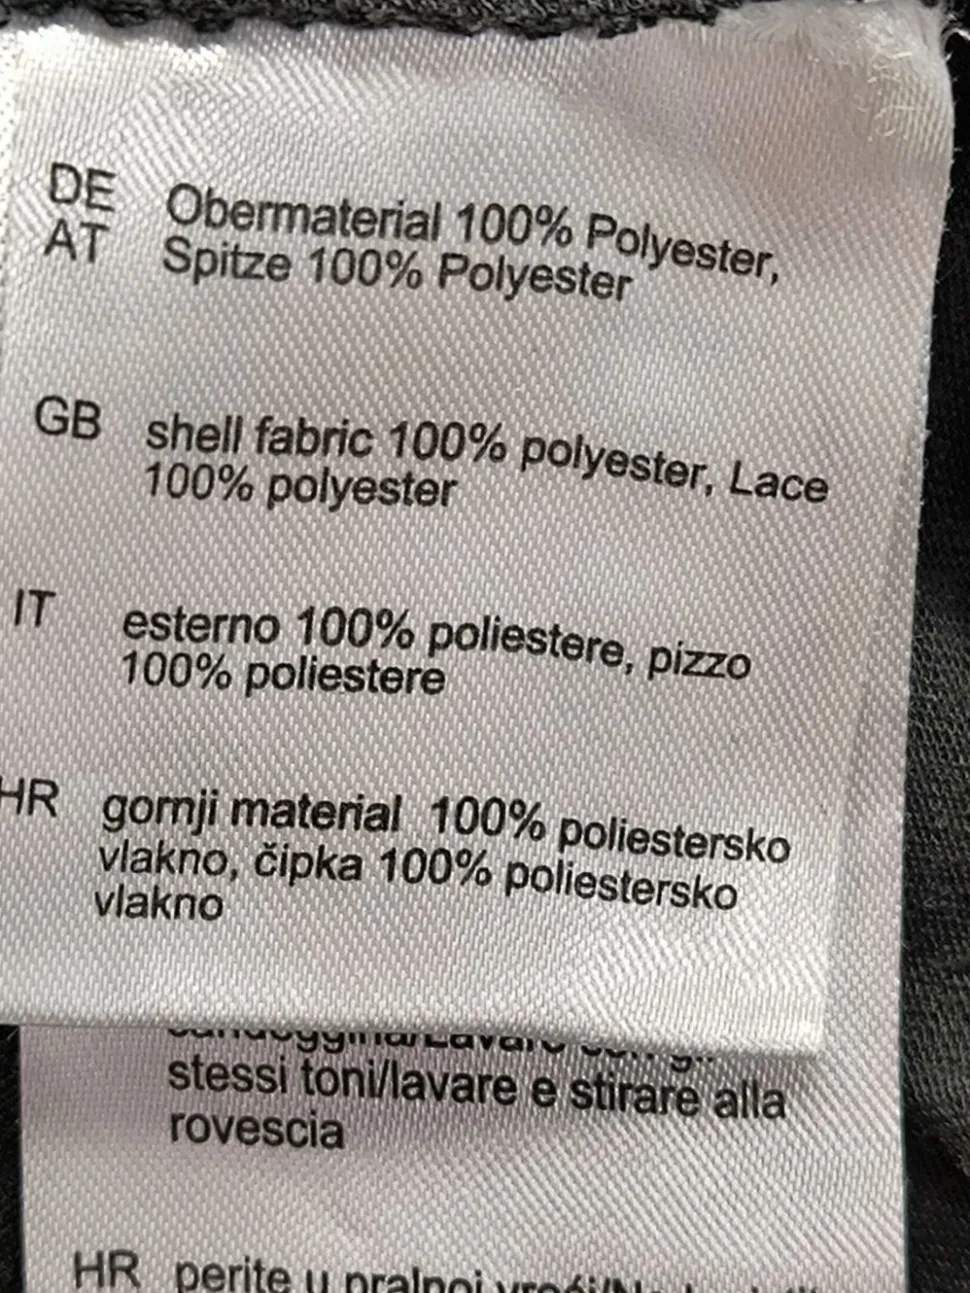 DE Obermaterial 100% Polyester,
AT Spitze 100% Polyester
GB shell fabric 100% polyester, Lace
100% polyester
IT esterno 100% poliestere, pizzo
100% poliestere
HR gornji material 100% poliestersko
vlakno, čipka 100% poliestersko
vlakno
stessi toni/lavare e stirare alla
rovescia
HR perite u